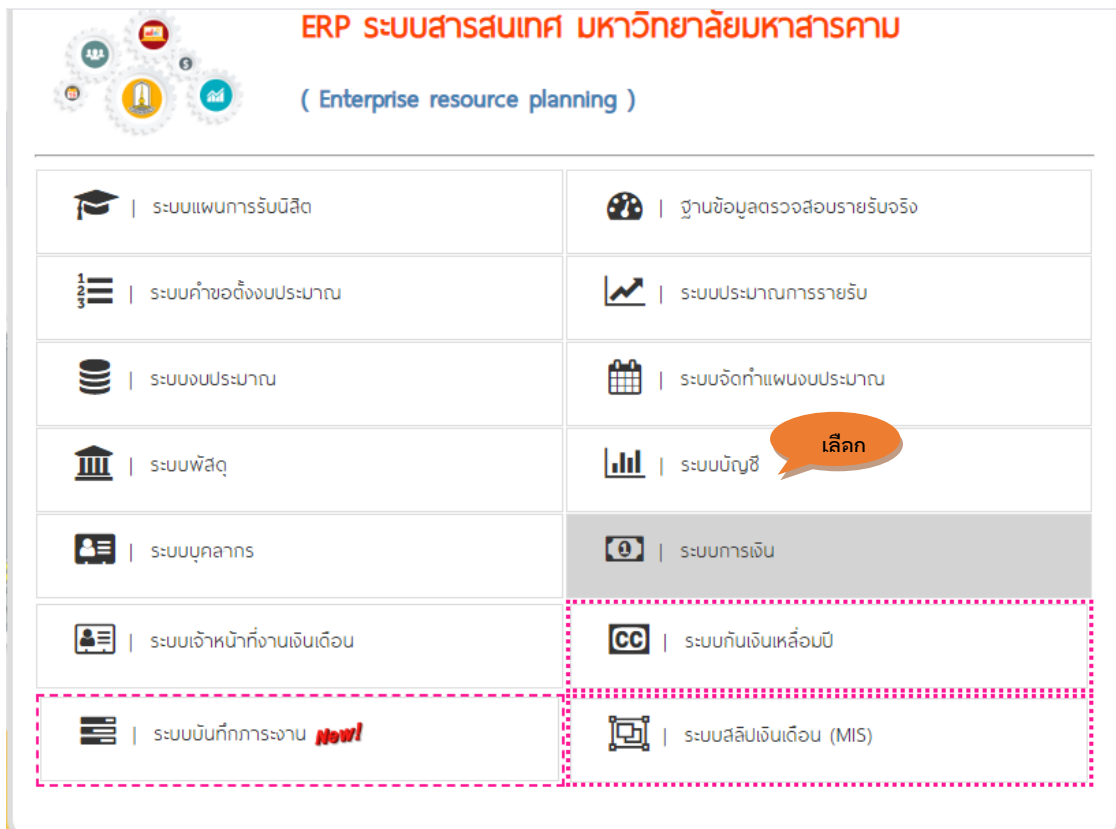 ERP ระบบสารสนเทศ มหาวิทยาลัยมหาสารคาม
( Enterprise resource planning )
| ระบบแผนการรับนิสิต
| ฐานข้อมูลตรวจสอบรายรับจริง
| ระบบคำขอตั้งงบประมาณ
| ระบบประมาณการรายรับ
| ระบบงบประมาณ
| ระบบจัดทำแผนงบประมาณ
| ระบบพัสดุ
| ระบบบัญชี
เลือก
| ระบบบุคลากร
| ระบบการเงิน
| ระบบเจ้าหน้าที่งานเงินเดือน
CC | ระบบกันเงินเหลื่อมปี
| ระบบบันทึกภาระงาน New!
| ระบบสลิปเงินเดือน (MIS)